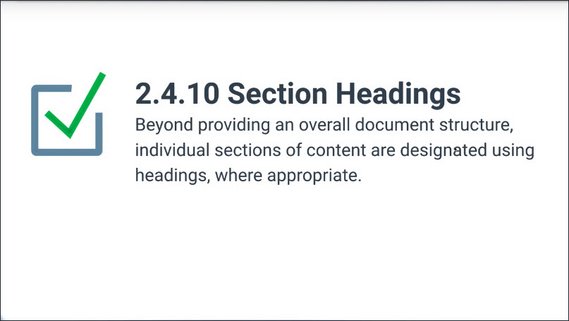 2.4.10 Section Headings
Beyond providing an overall document structure,
individual sections of content are designated using
headings, where appropriate.